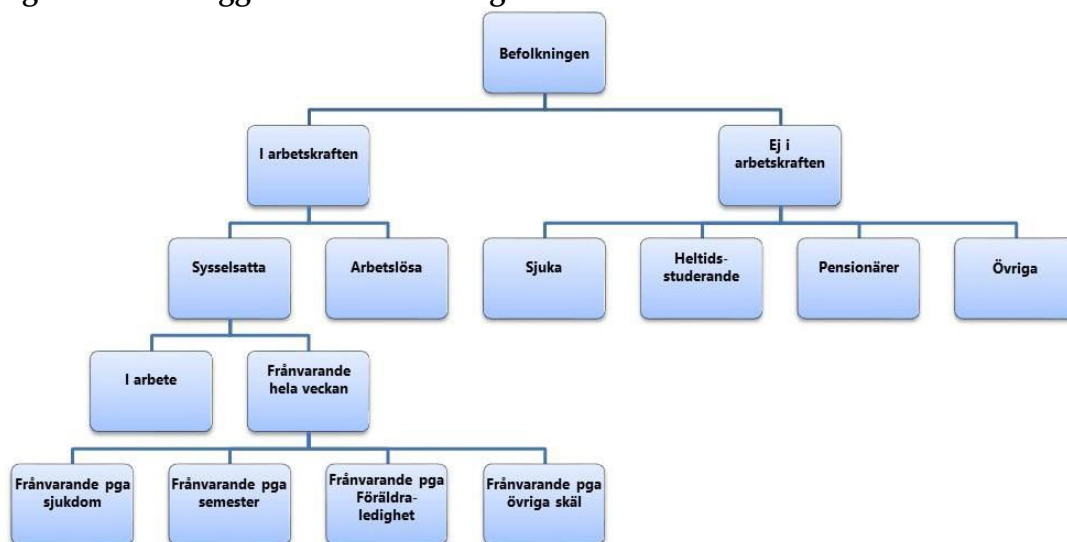 Befolkningen
I arbetskraften
Ej i
arbetskraften
Sysselsatta
Arbetslösa
Sjuka
Heltids-
studerande
Pensionärer
Övriga
I arbete
Frånvarande
hela veckan
Frånvarande pga
sjukdom
Frånvarande pga
semester
Frånvarande pga
Föräldra-
ledighet
Frånvarande pga
övriga skäl